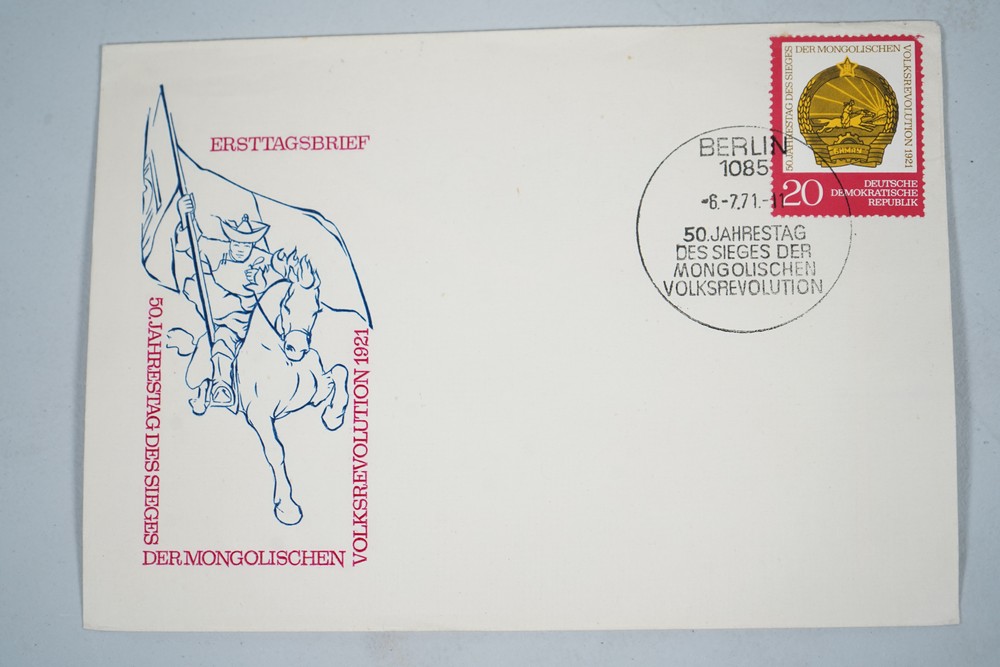 ERSTTAGSBRIEF
50. JAHRESTAG DES SIEGES
DER MONGOLISCHEN
VOLKSREVOLUTION 1921
50. JAHRESTAG DES SIEGES
DER MONGOLISCHEN
VOLKSREVOLUTION 1921
20
DEUTSCHE
DEMOKRATISCHE
REPUBLIK
BERLIN
1085
-6.-7.71.-11
50. JAHRESTAG
DES SIEGES DER
MONGOLISCHEN
VOLKSREVOLUTION